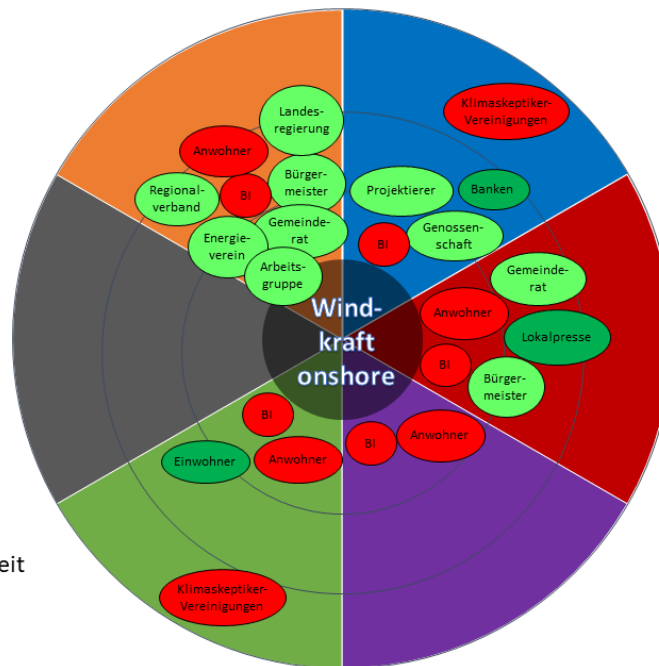 Landes-
regierung
Anwohner
Regional-
verband
BI
Bürger-
meister
Energie-
verein
Gemeinde-
rat
Arbeits-
gruppe
Klimaskeptiker-
Vereinigungen
Projektierer
Banken
BI
Genossen-
schaft
Gemeinde-
rat
Anwohner
Lokalpresse
BI
Bürger-
meister
Wind-
kraft
onshore
BI
Einwohner
Anwohner
BI
Anwohner
eit
Klimaskeptiker-
Vereinigungen